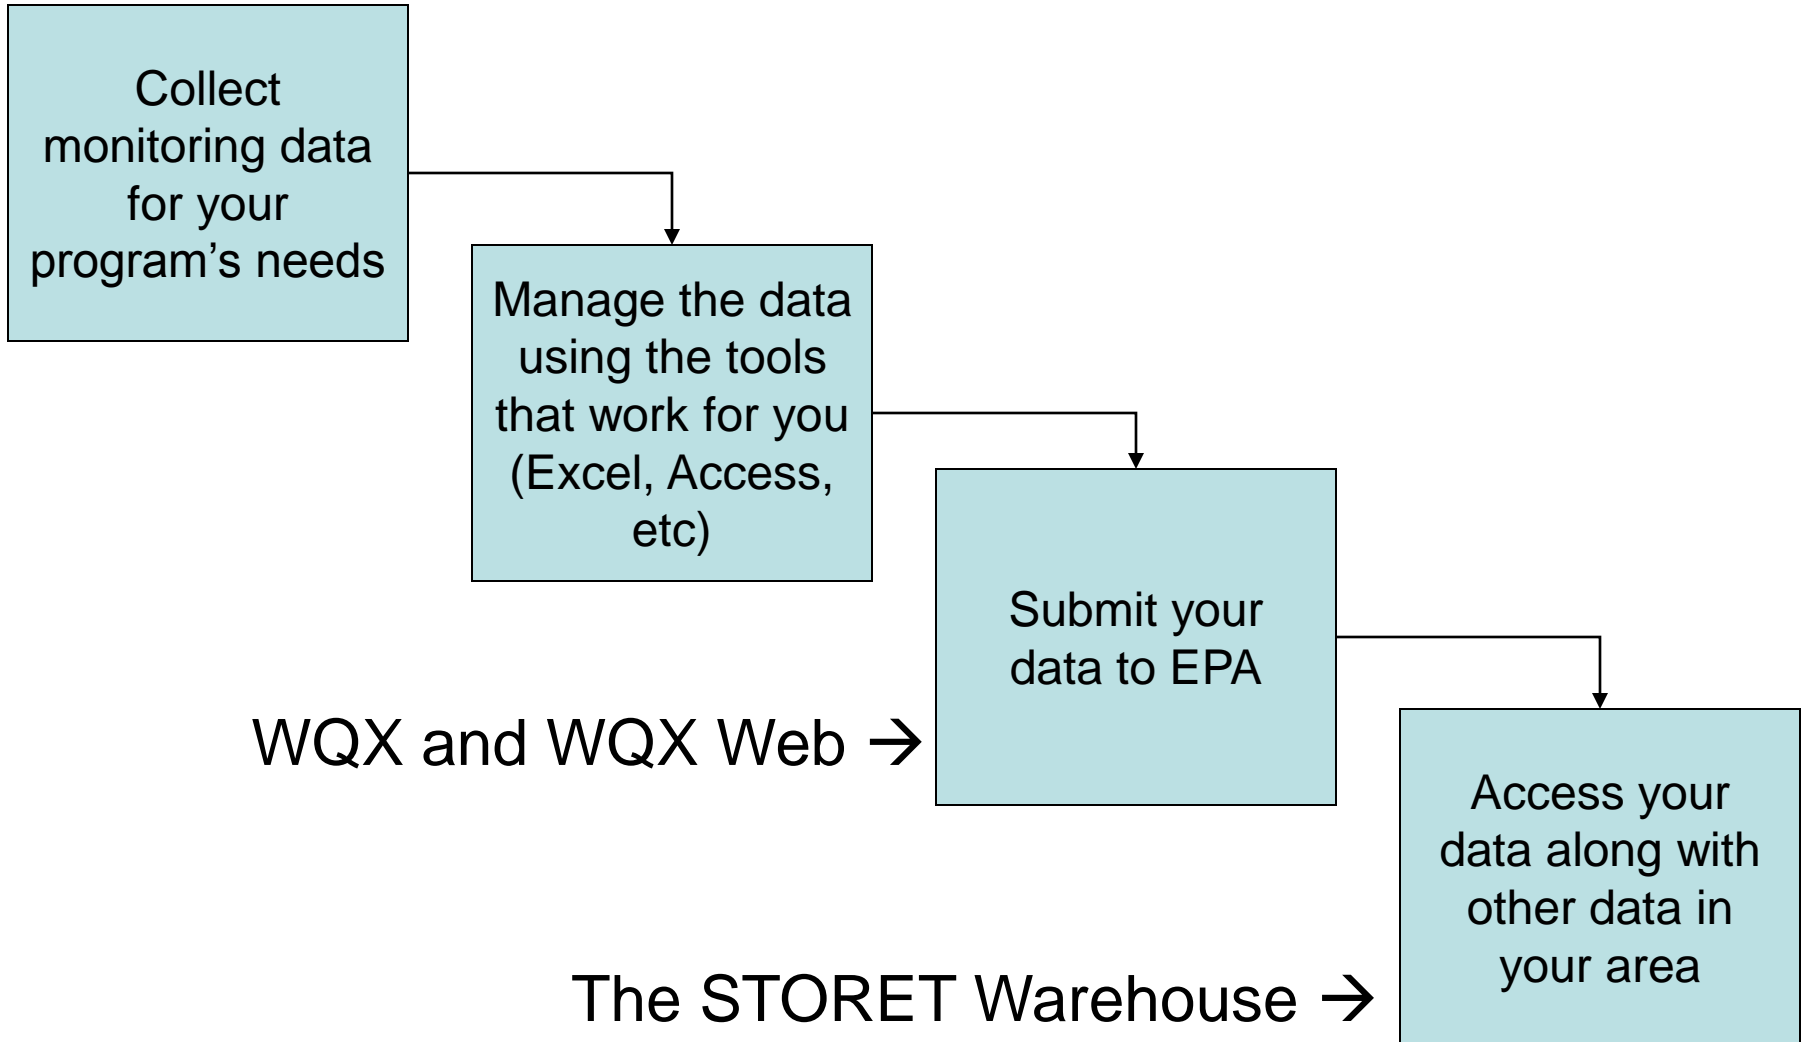 Collect
monitoring data
for your
program’s needs
Manage the data
using the tools
that work for you
(Excel, Access,
etc)
Submit your
data to EPA
WQX and WQX Web →
Access your
data along with
other data in
your area
The STORET Warehouse →